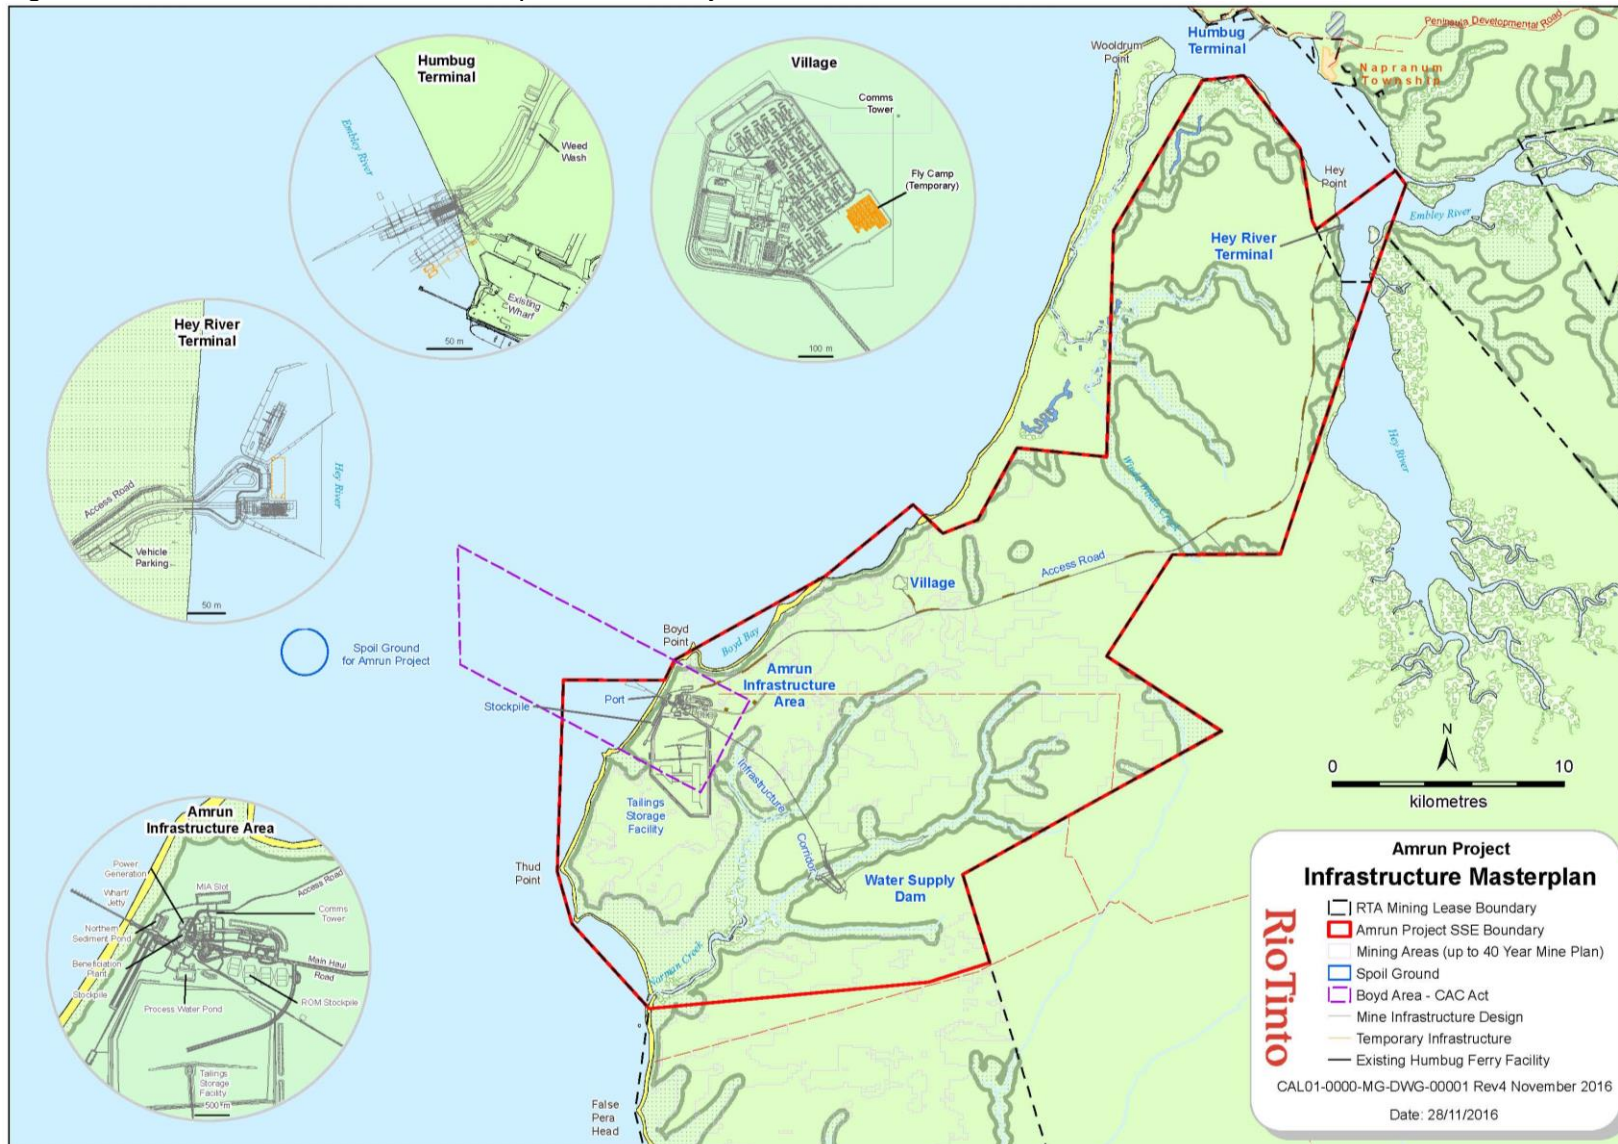 Humbug
Terminal
Embley River
Weed
Wash
Existing
Wharf
50 m
Village
Comms
Tower
Fly Camp
(Temporary)
100 m
Hey River
Terminal
Access Road
Vehicle
Parking
Hey River
50 m
Amrun
Infrastructure Area
Power
Generation
Wharf/
Jetty
MIA Slot
Access Road
Comms
Tower
Northern
Sediment Pond
Beneficiation
Plant
Stockpile
Process Water Pond
Main Haul
Road
ROM Stockpile
Tailings
Storage
Facility
500 m
Wooldrum
Point
Humbug
Terminal
Peninsula Developmental Road
Napranum
Township
Hey
Point
Embley River
Hey River
Terminal
Hey River
Access Road
Village
Boyd
Point
Boyd Bay
Spoil Ground
for Amrun Project
Amrun
Infrastructure
Area
Port
Stockpile
Infrastructure
Corridor
Tailings
Storage
Facility
Thud
Point
Water Supply
Dam
Norman Creek
False
Pera
Head
N
0 10
kilometres
Amrun Project
Infrastructure Masterplan
RioTinto
RTA Mining Lease Boundary
Amrun Project SSE Boundary
Mining Areas (up to 40 Year Mine Plan)
Spoil Ground
Boyd Area - CAC Act
Mine Infrastructure Design
Temporary Infrastructure
Existing Humbug Ferry Facility
CAL01-0000-MG-DWG-00001 Rev4 November 2016
Date: 28/11/2016